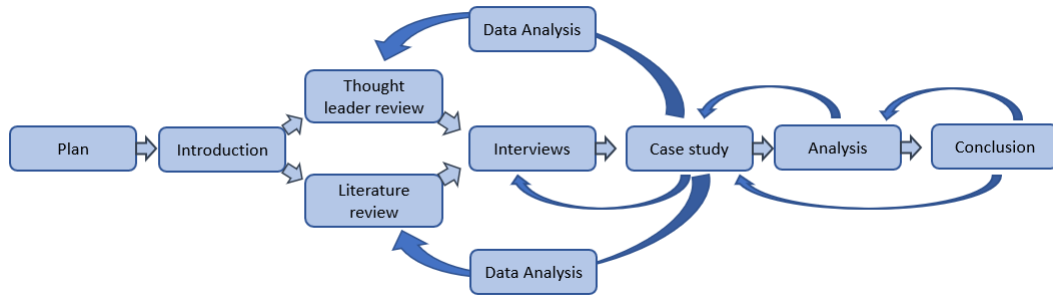 Data Analysis
Thought
leader review
Plan
Introduction
Interviews
Case study
Analysis
Conclusion
Literature
review
Data Analysis